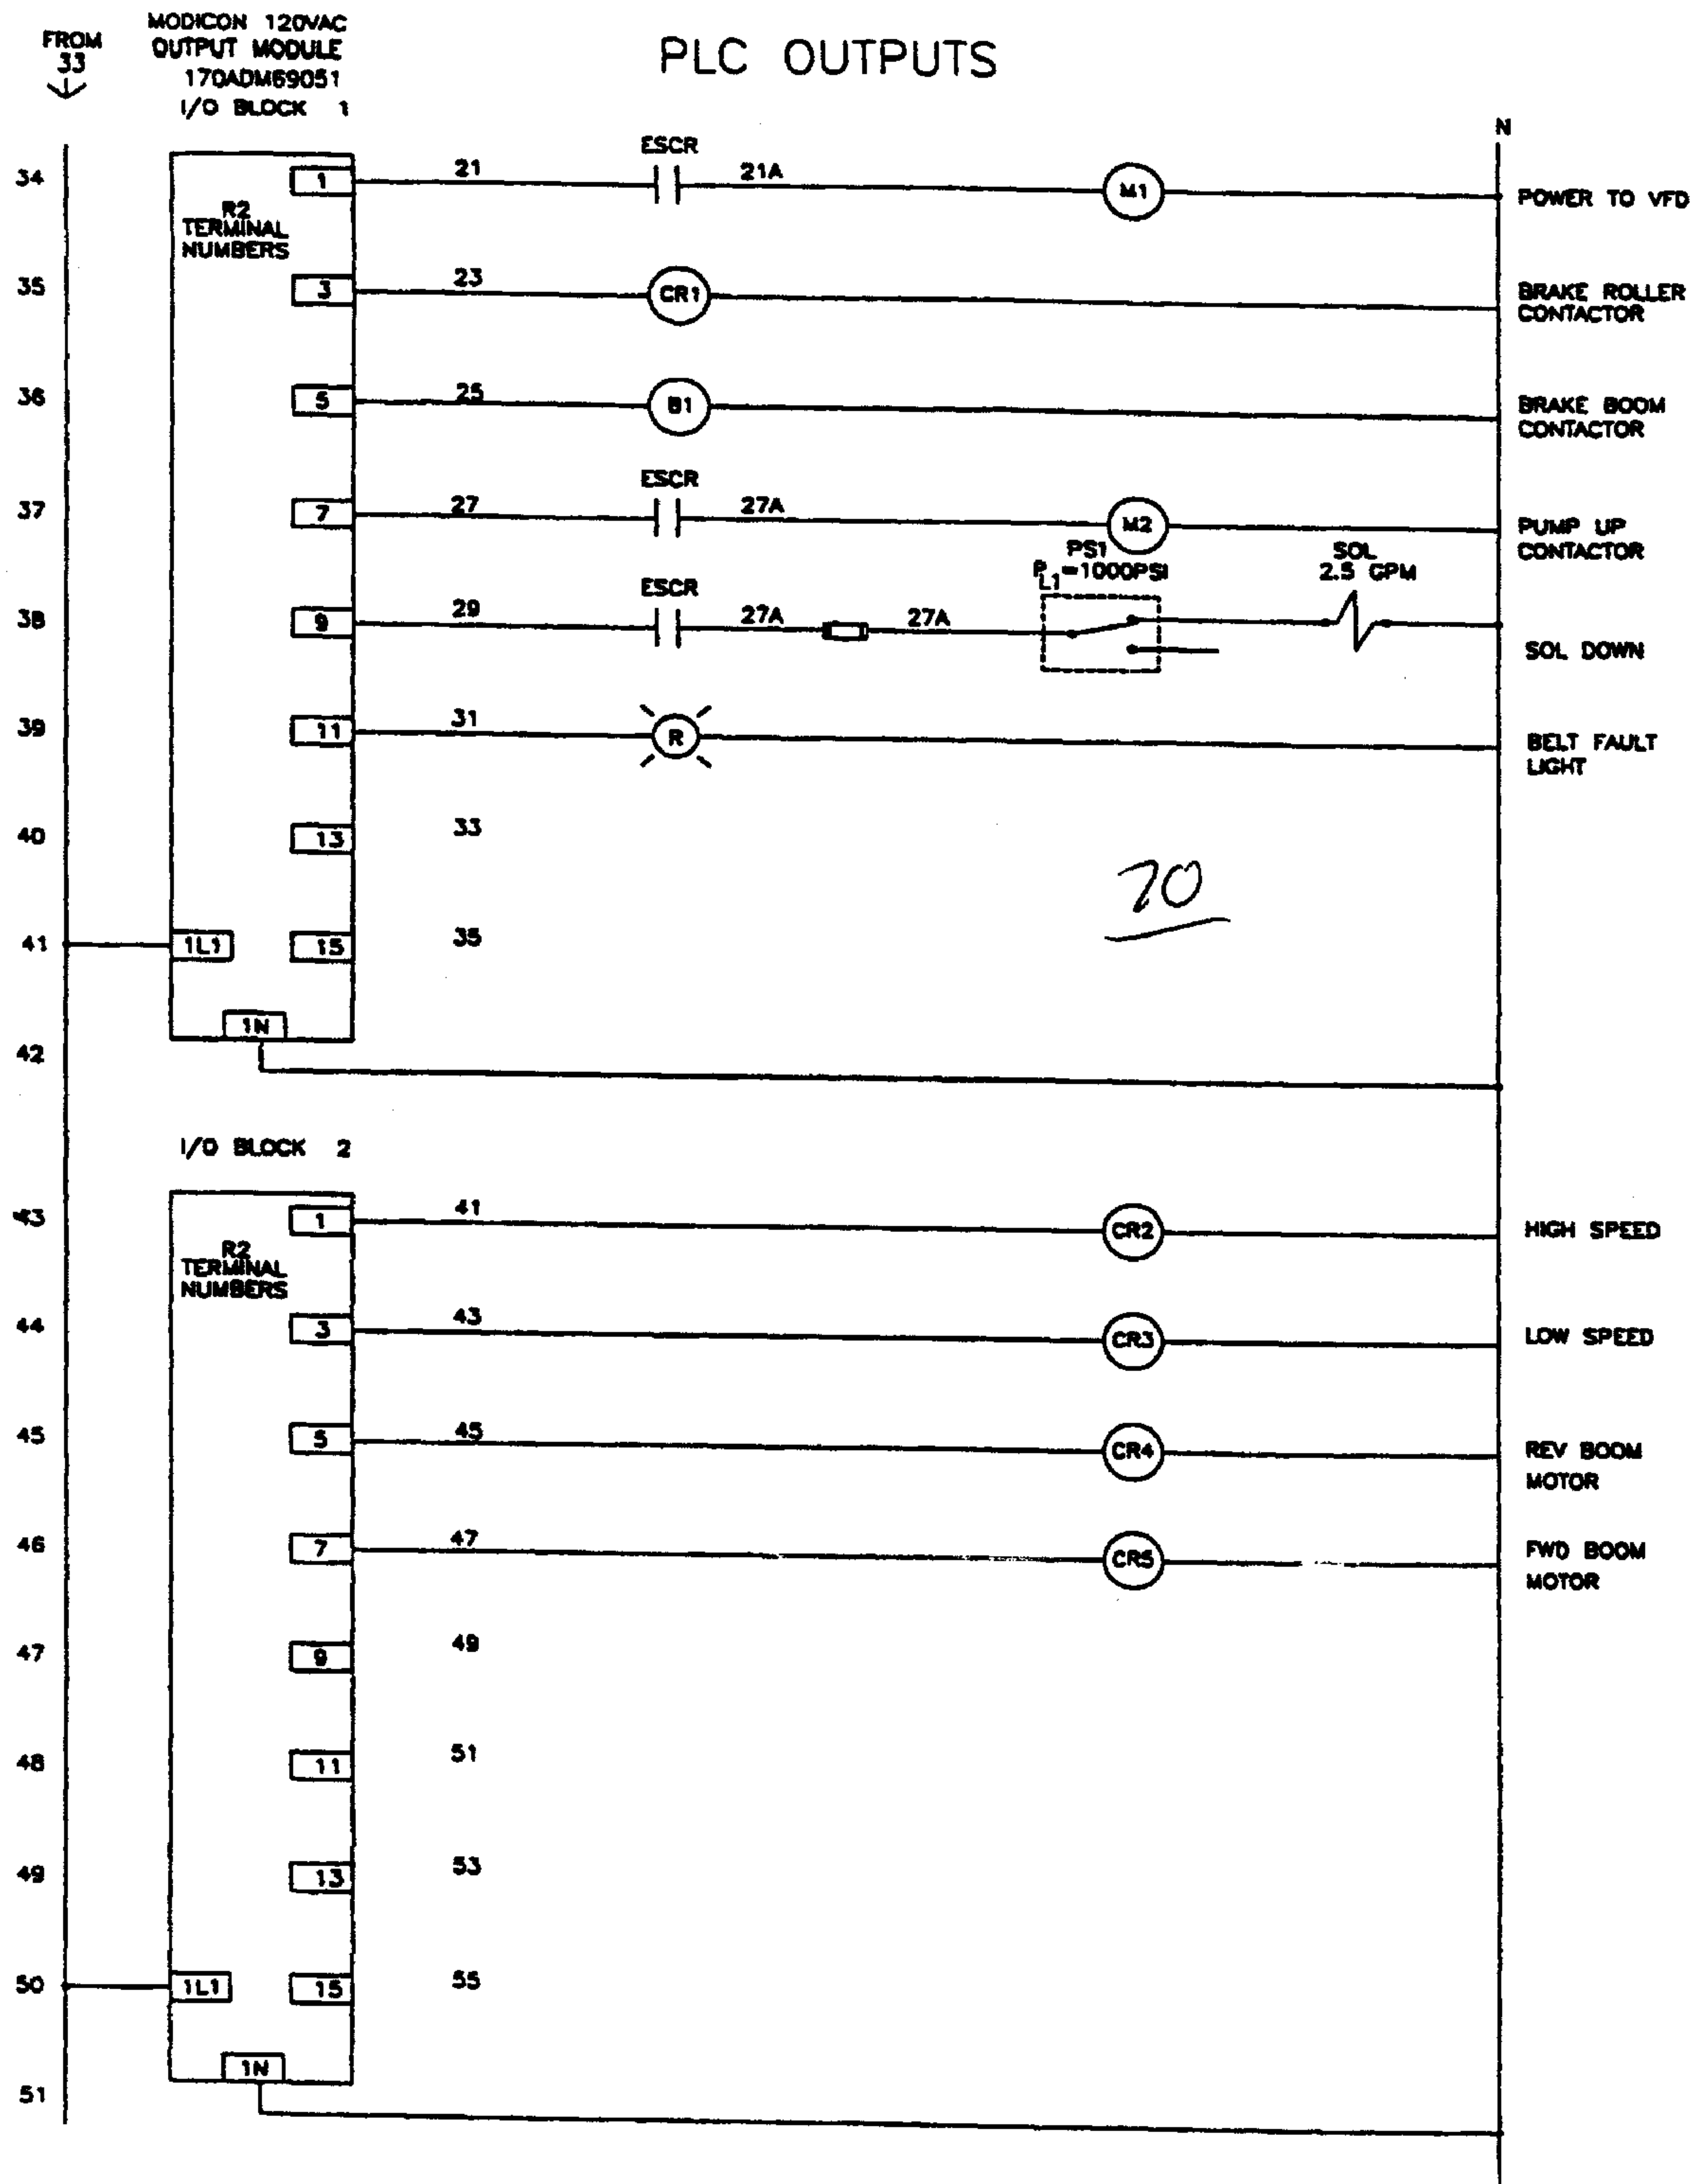 FROM
33
MODICON 120VAC
OUTPUT MODULE
170ADM69051
I/O BLOCK 1
PLC OUTPUTS
N
34
R2
TERMINAL
NUMBERS
1
21
ESCR
21A
M1
POWER TO VFD
35
3
23
CR1
BRAKE ROLLER
CONTACTOR
36
5
25
B1
BRAKE BOOM
CONTACTOR
37
7
27
ESCR
27A
M2
PUMP UP
CONTACTOR
38
9
29
ESCR
27A
27A
PS1
PL1=1000PSI
SOL
2.5 GPM
SOL DOWN
39
11
31
R
BELT FAULT
LIGHT
40
13
33
41
1L1
15
35
42
1N
I/O BLOCK 2
43
R2
TERMINAL
NUMBERS
1
41
CR2
HIGH SPEED
44
3
43
CR3
LOW SPEED
45
5
45
CR4
REV BOOM
MOTOR
46
7
47
CR5
FWD BOOM
MOTOR
47
9
49
48
11
51
49
13
53
50
1L1
15
55
51
1N